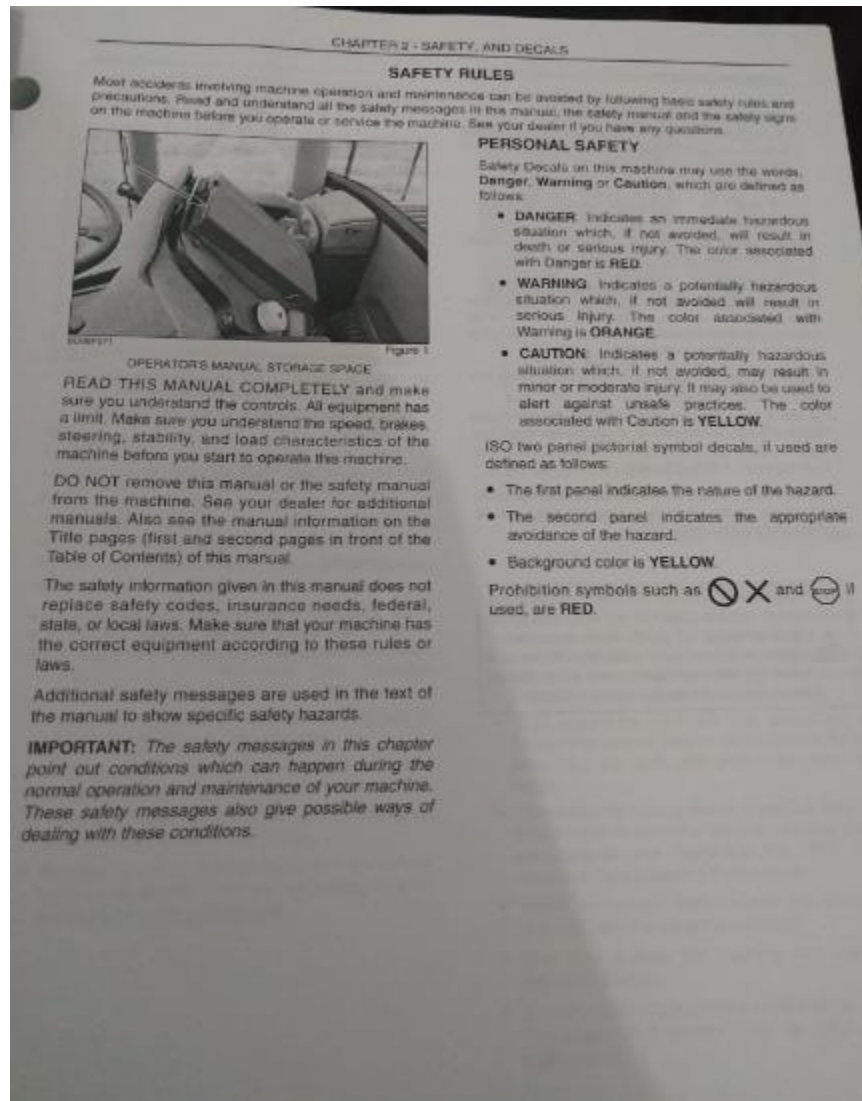 CHAPTER 2 - SAFETY, AND DECALS
SAFETY RULES
Most accidents involving machine operation and maintenance can be avoided by following basic safety rules and
precautions. Read and understand all the safety messages in this manual, the safety manual and the safety signs
on the machine before you operate or service the machine. See your dealer if you have any questions.
Figure 1
OPERATOR'S MANUAL STORAGE SPACE
READ THIS MANUAL COMPLETELY and make
sure you understand the controls. All equipment has
a limit. Make sure you understand the speed, brakes,
steering, stability, and load characteristics of the
machine before you start to operate this machine.
DO NOT remove this manual or the safety manual
from the machine. See your dealer for additional
manuals. Also see the manual information on the
Title pages (first and second pages in front of the
Table of Contents) of this manual.
The safety information given in this manual does not
replace safety codes, insurance needs, federal,
state, or local laws. Make sure that your machine has
the correct equipment according to these rules or
laws.
Additional safety messages are used in the text of
the manual to show specific safety hazards.
IMPORTANT: The safety messages in this chapter
point out conditions which can happen during the
normal operation and maintenance of your machine.
These safety messages also give possible ways of
dealing with these conditions.
PERSONAL SAFETY
Safety Decals on this machine may use the words,
Danger, Warning or Caution, which are defined as
follows:
• DANGER: Indicates an immediate hazardous
situation which, if not avoided, will result in
death or serious injury. The color associated
with Danger is RED.
• WARNING: Indicates a potentially hazardous
situation which, if not avoided will result in
serious injury. The color associated with
Warning is ORANGE.
• CAUTION: Indicates a potentially hazardous
situation which, if not avoided, may result in
minor or moderate injury. It may also be used to
alert against unsafe practices. The color
associated with Caution is YELLOW.
ISO two panel pictorial symbol decals, if used are
defined as follows:
• The first panel indicates the nature of the hazard.
• The second panel indicates the appropriate
avoidance of the hazard.
• Background color is YELLOW.
Prohibition symbols such as and STOP if
used, are RED.